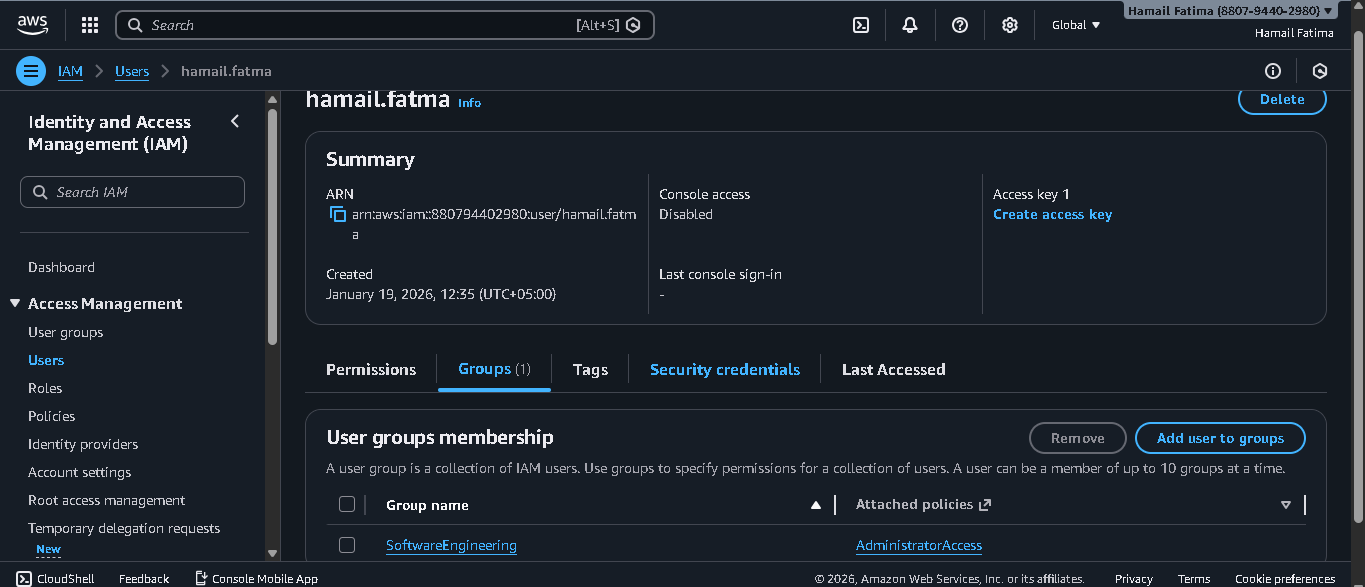 aws
Search [Alt+S]
Global
Hamail Fatima (8807-9440-2980)
Hamail Fatima
IAM Users hamail.fatma
Identity and Access
Management (IAM)
Search IAM
Dashboard
Access Management
User groups
Users
Roles
Policies
Identity providers
Account settings
Root access management
Temporary delegation requests
New
hamail.fatma Info
Delete
Summary
ARN
arn:aws:iam::880794402980:user/hamail.fatm
a
Created
January 19, 2026, 12:35 (UTC+05:00)
Console access
Disabled
Last console sign-in
-
Access key 1
Create access key
Permissions Groups (1) Tags Security credentials Last Accessed
User groups membership
Remove Add user to groups
A user group is a collection of IAM users. Use groups to specify permissions for a collection of users. A user can be a member of up to 10 groups at a time.
Group name Attached policies
SoftwareEngineering AdministratorAccess
CloudShell Feedback Console Mobile App © 2026, Amazon Web Services, Inc. or its affiliates. Privacy Terms Cookie preferences